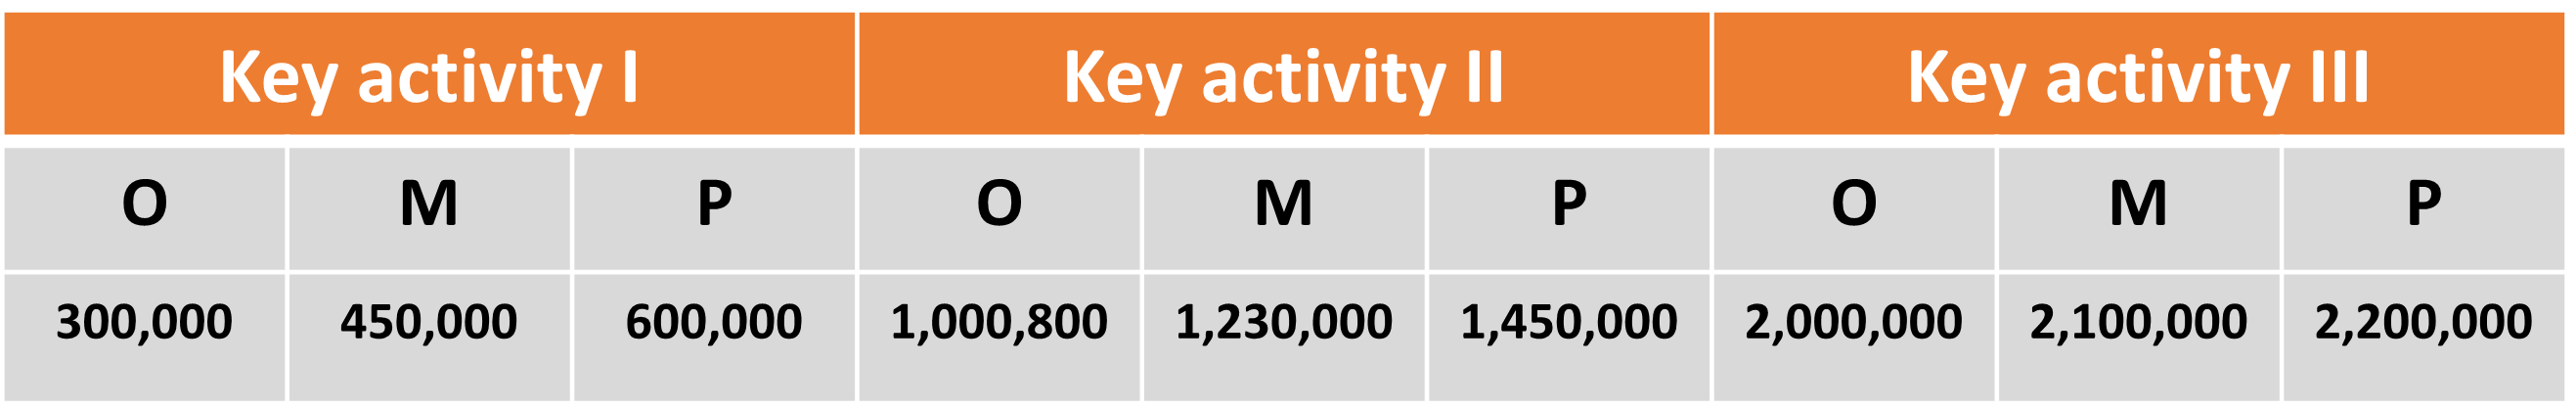 Key activity I Key activity II Key activity III
O M P O M P O M P
300,000 450,000 600,000 1,000,800 1,230,000 1,450,000 2,000,000 2,100,000 2,200,000